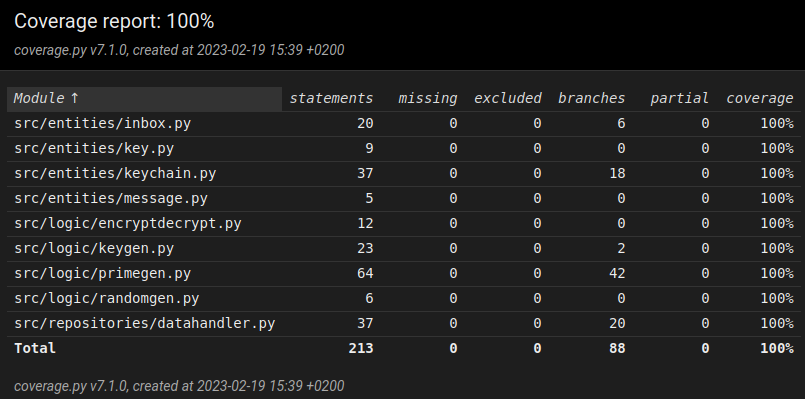 Coverage report: 100%
coverage.py v7.1.0, created at 2023-02-19 15:39 +0200
Module ↑ statements missing excluded branches partial coverage
src/entities/inbox.py 20 0 0 6 0 100%
src/entities/key.py 9 0 0 0 0 100%
src/entities/keychain.py 37 0 0 18 0 100%
src/entities/message.py 5 0 0 0 0 100%
src/logic/encryptdecrypt.py 12 0 0 0 0 100%
src/logic/keygen.py 23 0 0 2 0 100%
src/logic/primegen.py 64 0 0 42 0 100%
src/logic/randomgen.py 6 0 0 0 0 100%
src/repositories/datahandler.py 37 0 0 20 0 100%
Total 213 0 0 88 0 100%
coverage.py v7.1.0, created at 2023-02-19 15:39 +0200